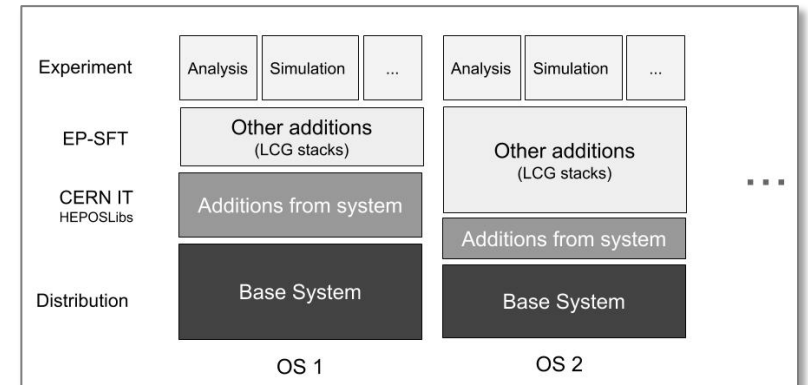 Experiment
Analysis Simulation ... Analysis Simulation ...
EP-SFT
Other additions
(LCG stacks)
Other additions
(LCG stacks)
CERN IT
HEPOSLibs
Additions from system
Additions from system
...
Distribution
Base System
Base System
OS 1 OS 2